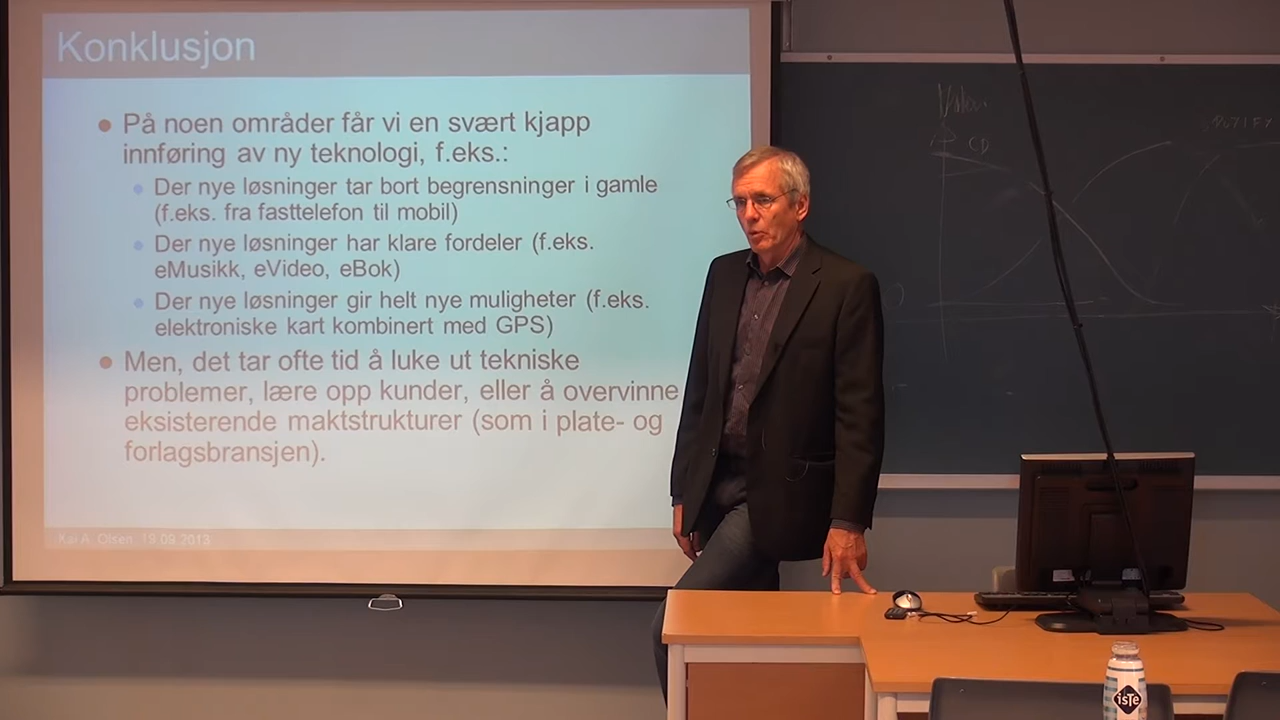 Konklusjon
På noen områder får vi en svært kjapp
innføring av ny teknologi, f.eks.:
Der nye løsninger tar bort begrensninger i gamle
(f.eks. fra fasttelefon til mobil)
Der nye løsninger har klare fordeler (f.eks.
eMusikk, eVideo, eBok)
Der nye løsninger gir helt nye muligheter (f.eks.
elektroniske kart kombinert med GPS)
Men, det tar ofte tid å luke ut tekniske
problemer, lære opp kunder, eller å overvinne
eksisterende maktstrukturer (som i plate- og
forlagsbransjen).
Kai A. Olsen, 19.09.2013
CD
isTe